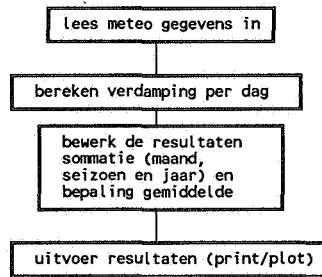 lees meteo gegevens in
bereken verdamping per dag
bewerk de resultaten
sommatie (maand,
seizoen en jaar) en
bepaling gemiddelde
uitvoer resultaten (print/plot)